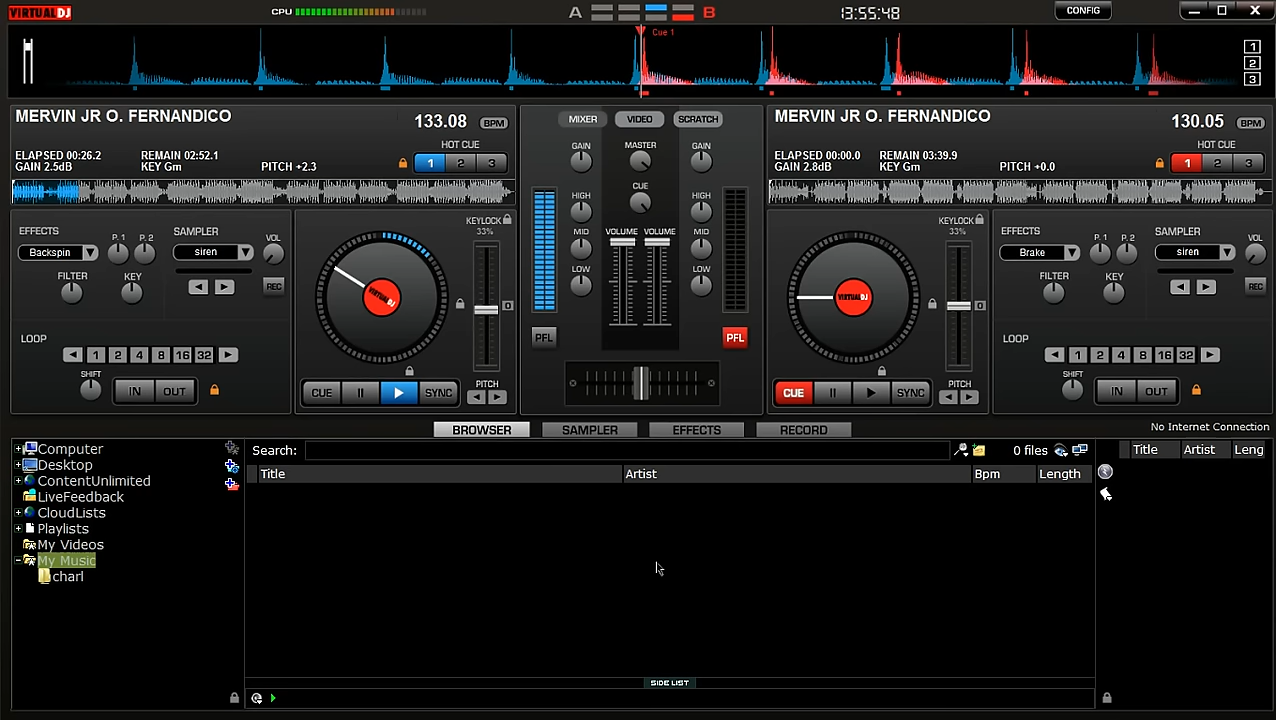 VIRTUAL DJ
CPU
A B
13:55:48
CONFIG
Cue 1
1
2
3
MERVIN JR O. FERNANDICO
133.08 BPM
ELAPSED 00:26.2 REMAIN 02:52.1
GAIN 2.5dB KEY Gm PITCH +2.3
HOT CUE
1 2 3
MIXER VIDEO SCRATCH
GAIN MASTER GAIN
CUE
HIGH HIGH
MID MID
LOW LOW
VOLUME VOLUME
PFL PFL
MERVIN JR O. FERNANDICO
130.05 BPM
ELAPSED 00:00.0 REMAIN 03:39.9
GAIN 2.8dB KEY Gm PITCH +0.0
HOT CUE
1 2 3
EFFECTS
Backspin
P. 1 P. 2
SAMPLER
siren
VOL
FILTER KEY
REC
LOOP
1 2 4 8 16 32
SHIFT
IN OUT
KEYLOCK
33%
VIRTUAL DJ
0
CUE SYNC
PITCH
KEYLOCK
33%
VIRTUAL DJ
0
CUE SYNC
PITCH
EFFECTS
Brake
P. 1 P. 2
SAMPLER
siren
VOL
FILTER KEY
REC
LOOP
1 2 4 8 16 32
SHIFT
IN OUT
BROWSER SAMPLER EFFECTS RECORD
No Internet Connection
Computer
Desktop
ContentUnlimited
LiveFeedback
CloudLists
Playlists
My Videos
My Music
charl
Search:
0 files
Title Artist Bpm Length
SIDE LIST
Title Artist Leng